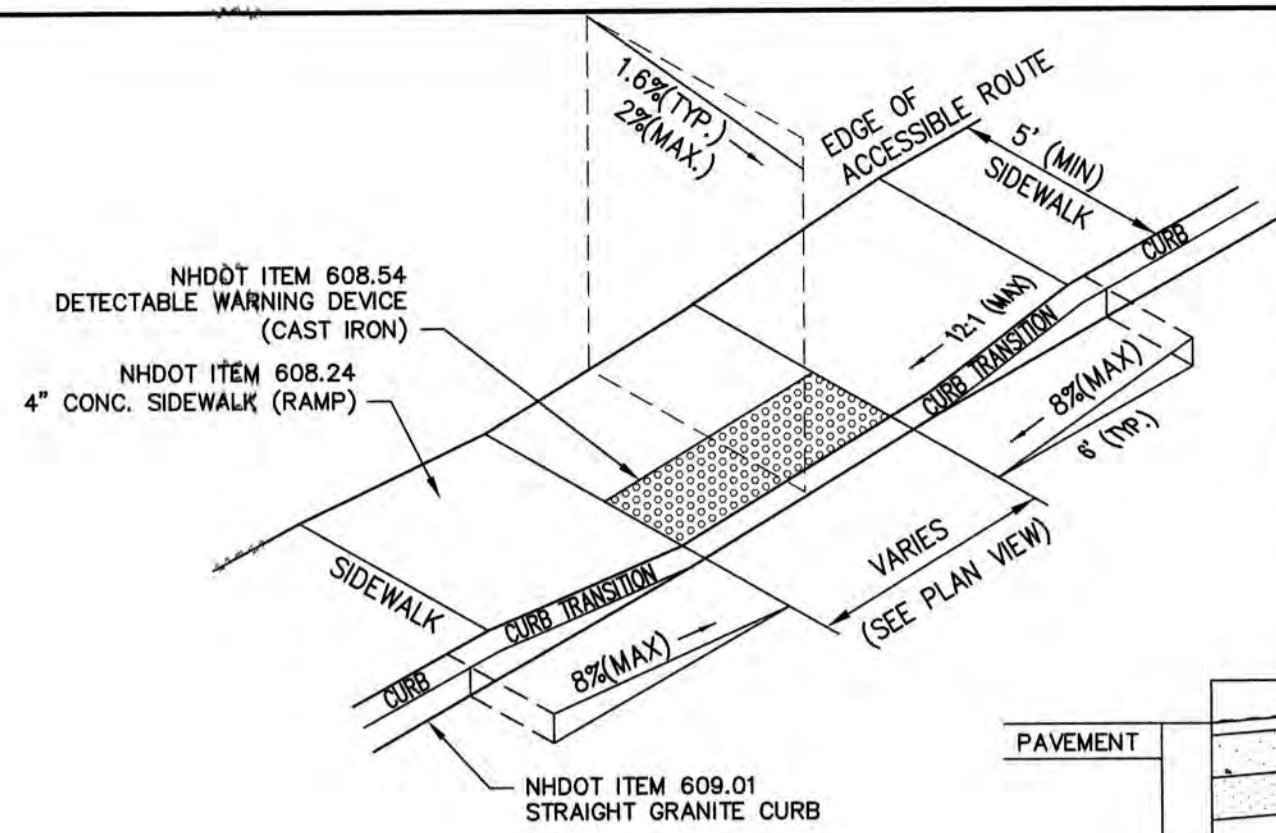 1.6%(TYP.)
2%(MAX.)
EDGE OF
ACCESSIBLE ROUTE
5' (MIN)
SIDEWALK
CURB
NHDOT ITEM 608.54
DETECTABLE WARNING DEVICE
(CAST IRON)
12:1 (MAX)
CURB TRANSITION
NHDOT ITEM 608.24
4" CONC. SIDEWALK (RAMP)
8%(MAX)
6' (TYP.)
VARIES
(SEE PLAN VIEW)
SIDEWALK
CURB TRANSITION
8%(MAX)
CURB
PAVEMENT
NHDOT ITEM 609.01
STRAIGHT GRANITE CURB